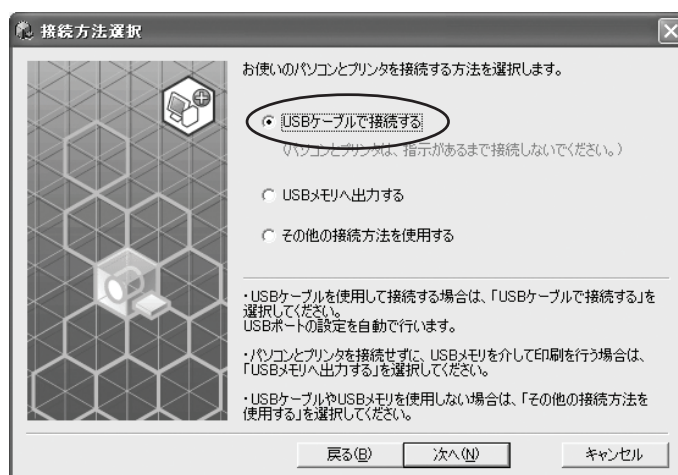 接続方法選択
お使いのパソコンとプリンタを接続する方法を選択します。
USBケーブルで接続する
(パソコンとプリンタは、指示があるまで接続しないでください。)
USBメモリへ出力する
その他の接続方法を使用する
・USBケーブルを使用して接続する場合は、「USBケーブルで接続する」を
選択してください。
USBポートの設定を自動で行います。
・パソコンとプリンタを接続せずに、USBメモリを介して印刷を行う場合は、
「USBメモリへ出力する」を選択してください。
・USBケーブルやUSBメモリを使用しない場合は、「その他の接続方法を
使用する」を選択してください。
戻る(B) 次へ(N) キャンセル